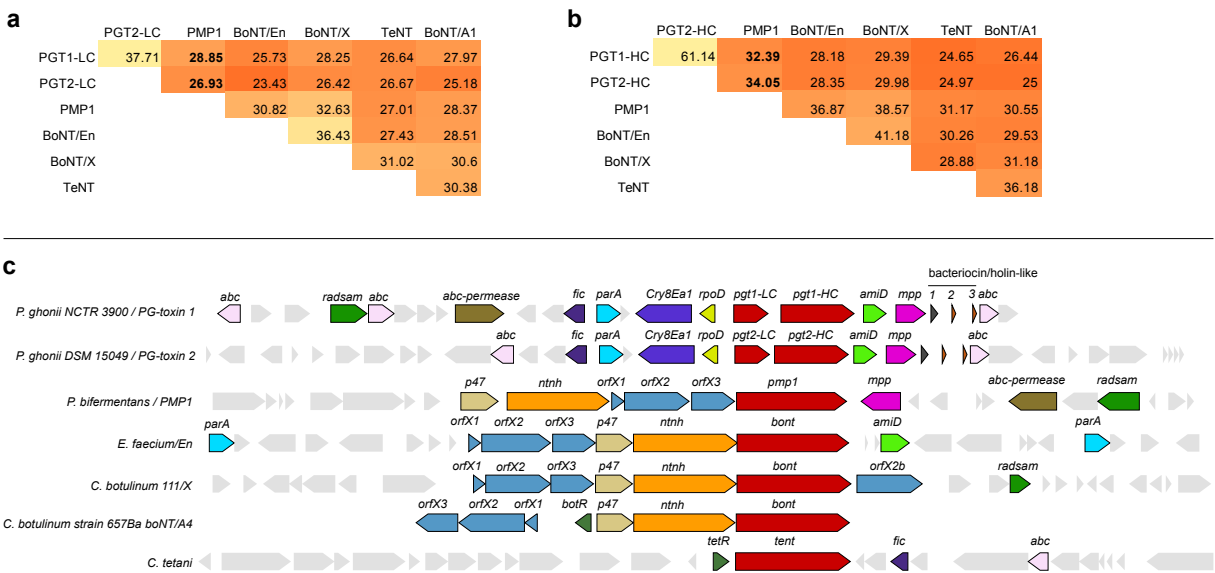 a
PGT2-LC PMP1 BoNT/En BoNT/X TeNT BoNT/A1
PGT1-LC 37.71 28.85 25.73 28.25 26.64 27.97
PGT2-LC 26.93 23.43 26.42 26.67 25.18
PMP1 30.82 32.63 27.01 28.37
BoNT/En 36.43 27.43 28.51
BoNT/X 31.02 30.6
TeNT 30.38
b
PGT2-HC PMP1 BoNT/En BoNT/X TeNT BoNT/A1
PGT1-HC 61.14 32.39 28.18 29.39 24.65 26.44
PGT2-HC 34.05 28.35 29.98 24.97 25
PMP1 36.87 38.57 31.17 30.55
BoNT/En 41.18 30.26 29.53
BoNT/X 28.88 31.18
TeNT 36.18
c
bacteriocin/holin-like
abc radsam abc abc-permease fic parA Cry8Ea1 rpoD pgt1-LC pgt1-HC amiD mpp 1 2 3 abc
P. ghonii NCTR 3900 / PG-toxin 1
abc fic parA Cry8Ea1 rpoD pgt2-LC pgt2-HC amiD mpp abc
P. ghonii DSM 15049 / PG-toxin 2
p47 ntnh orfX1 orfX2 orfX3 pmp1 mpp abc-permease radsam
P. bifermentans / PMP1
parA orfX1 orfX2 orfX3 p47 ntnh bont amiD parA
E. faecium/En
orfX1 orfX2 orfX3 p47 ntnh bont orfX2b radsam
C. botulinum 111/X
orfX3 orfX2 orfX1 botR p47 ntnh bont
C. botulinum strain 657Ba boNT/A4
tetR tent fic abc
C. tetani